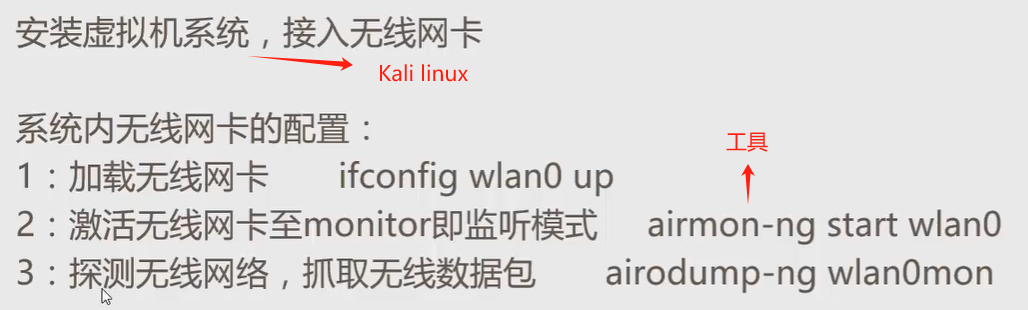 安装虚拟机系统，接入无线网卡
Kali linux
系统内无线网卡的配置：
工具
1：加载无线网卡 ifconfig wlan0 up
2：激活无线网卡至monitor即监听模式 airmon-ng start wlan0
3：探测无线网络，抓取无线数据包 airodump-ng wlan0mon